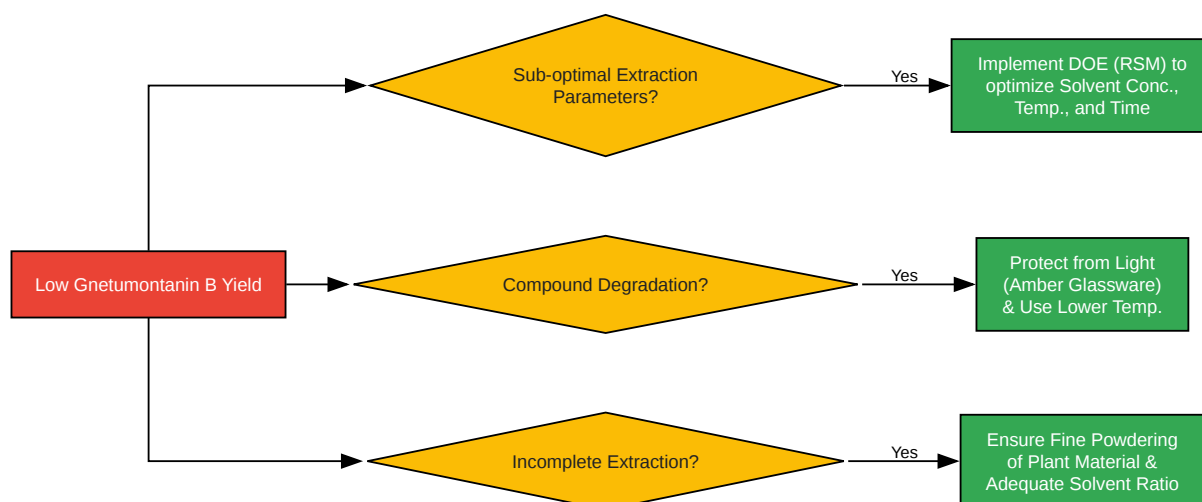 Sub-optimal Extraction
Parameters?
Yes
Implement DOE (RSM) to
optimize Solvent Conc.,
Temp., and Time
Low Gnetumontanin B Yield
Compound Degradation?
Yes
Protect from Light
(Amber Glassware)
& Use Lower Temp.
Incomplete Extraction?
Yes
Ensure Fine Powdering
of Plant Material &
Adequate Solvent Ratio